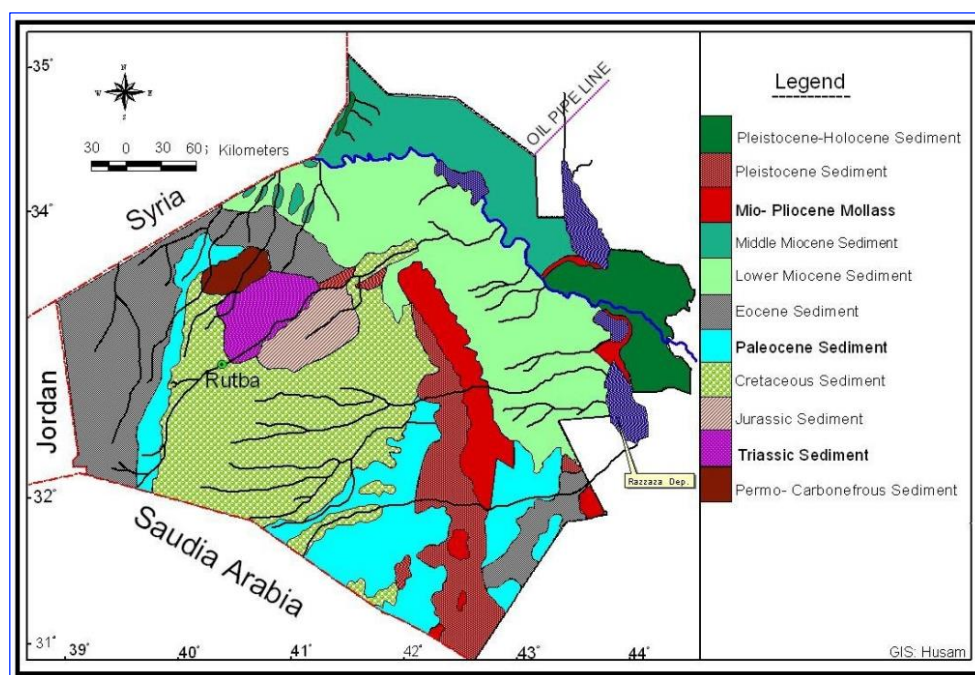 35°
34°
32°
31°
39°
40°
41°
42°
43°
44°
N
W
E
S
30 0 30 60 Kilometers
Syria
Jordan
Saudia Arabia
Rutba
OIL PIPE LINE
Razzaza Dep.
Legend
Pleistocene-Holocene Sediment
Pleistocene Sediment
Mio- Pliocene Mollass
Middle Miocene Sediment
Lower Miocene Sediment
Eocene Sediment
Paleocene Sediment
Cretaceous Sediment
Jurassic Sediment
Triassic Sediment
Permo- Carbonefrous Sediment
GIS: Husam